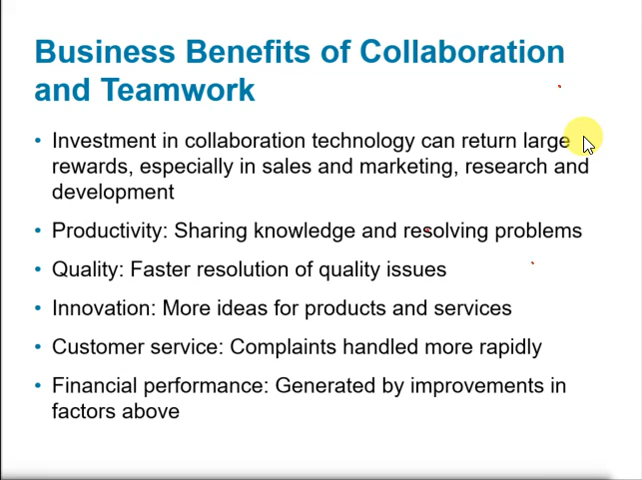 Business Benefits of Collaboration
and Teamwork
• Investment in collaboration technology can return large
rewards, especially in sales and marketing, research and
development
• Productivity: Sharing knowledge and resolving problems
• Quality: Faster resolution of quality issues
• Innovation: More ideas for products and services
• Customer service: Complaints handled more rapidly
• Financial performance: Generated by improvements in
factors above